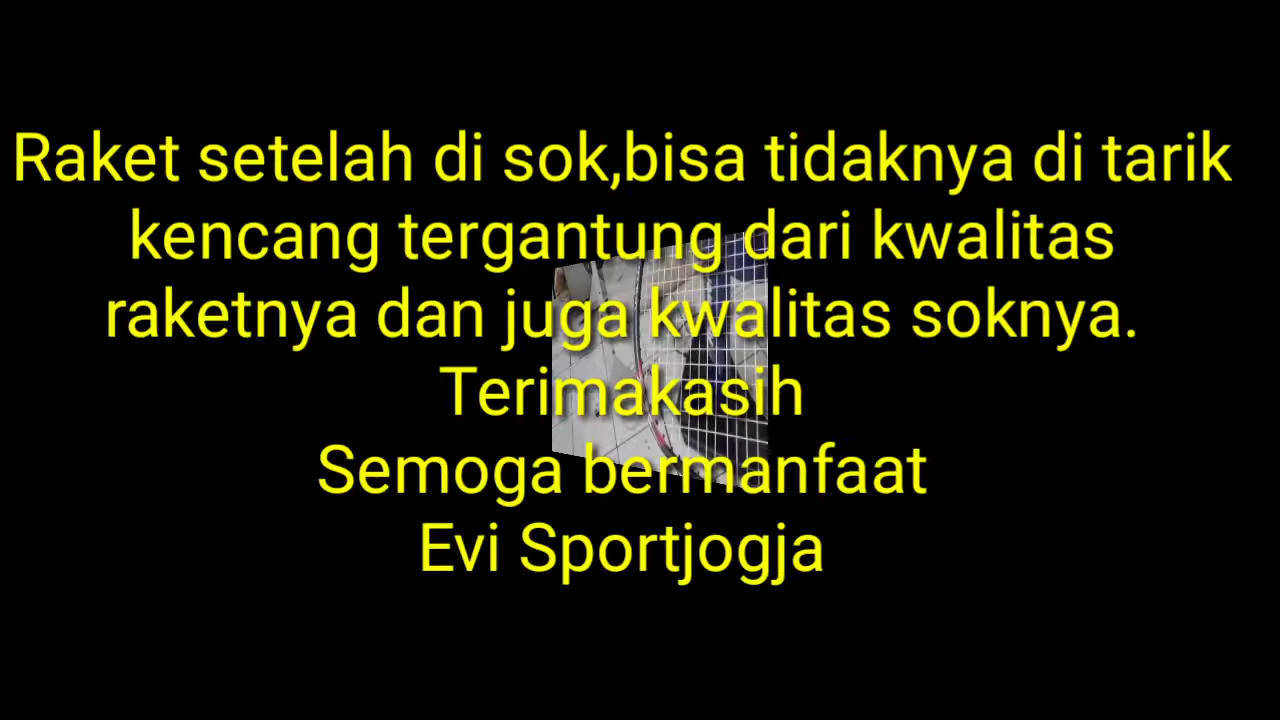 Raket setelah di sok,bisa tidaknya di tarik
kencang tergantung dari kwalitas
raketnya dan juga kwalitas soknya.
Terimakasih
Semoga bermanfaat
Evi Sportjogja